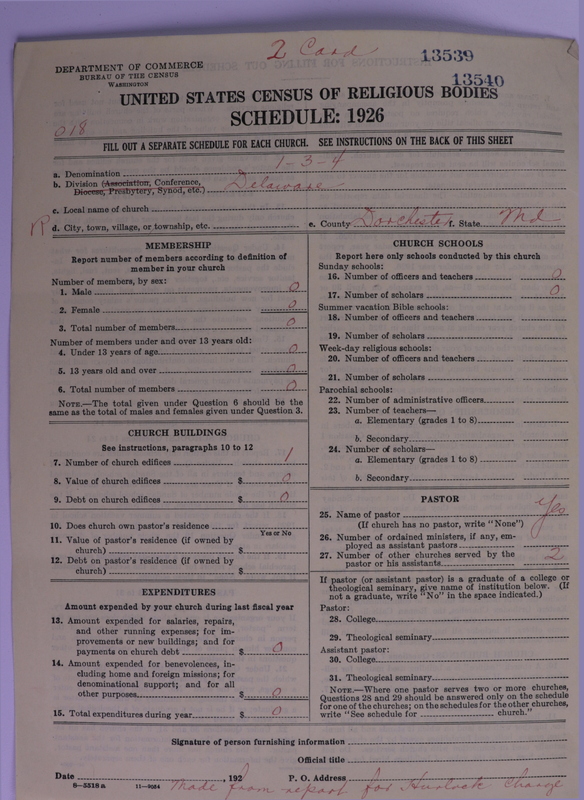 2 Card
13539
13540
DEPARTMENT OF COMMERCE
BUREAU OF THE CENSUS
WASHINGTON
UNITED STATES CENSUS OF RELIGIOUS BODIES
SCHEDULE: 1926
018
FILL OUT A SEPARATE SCHEDULE FOR EACH CHURCH. SEE INSTRUCTIONS ON THE BACK OF THIS SHEET
a. Denomination 1-3-4
b. Division (Association, Conference, Diocese, Presbytery, Synod, etc.) Delaware
c. Local name of church
d. City, town, village, or township, etc. e. County Dorchester f. State Md
MEMBERSHIP
Report number of members according to definition of
member in your church
Number of members, by sex:
1. Male 0
2. Female 0
3. Total number of members 0
Number of members under and over 13 years old:
4. Under 13 years of age 0
5. 13 years old and over 0
6. Total number of members 0
NOTE.—The total given under Question 6 should be the
same as the total of males and females given under Question 3.
CHURCH BUILDINGS
See instructions, paragraphs 10 to 12
7. Number of church edifices 1
8. Value of church edifices $ 0
9. Debt on church edifices $ 0
10. Does church own pastor's residence
Yes or No
11. Value of pastor's residence (if owned by
church) $
12. Debt on pastor's residence (if owned by
church) $
EXPENDITURES
Amount expended by your church during last fiscal year
13. Amount expended for salaries, repairs,
and other running expenses; for im-
provements or new buildings; and for
payments on church debt $ 0
14. Amount expended for benevolences, in-
cluding home and foreign missions; for
denominational support; and for all
other purposes $ 0
15. Total expenditures during year $ 0
CHURCH SCHOOLS
Report here only schools conducted by this church
Sunday schools:
16. Number of officers and teachers 0
17. Number of scholars 0
Summer vacation Bible schools:
18. Number of officers and teachers
19. Number of scholars
Week-day religious schools:
20. Number of officers and teachers
21. Number of scholars
Parochial schools:
22. Number of administrative officers
23. Number of teachers—
a. Elementary (grades 1 to 8)
b. Secondary
24. Number of scholars—
a. Elementary (grades 1 to 8)
b. Secondary
PASTOR
25. Name of pastor Yes
(If church has no pastor, write "None")
26. Number of ordained ministers, if any, em-
ployed as assistant pastors
27. Number of other churches served by the
pastor or his assistants 2
If pastor (or assistant pastor) is a graduate of a college or
theological seminary, give name of institution below. (If
not a graduate, write "No" in the space indicated.)
Pastor:
28. College
29. Theological seminary
Assistant pastor:
30. College
31. Theological seminary
NOTE.—Where one pastor serves two or more churches,
Questions 28 and 29 should be answered only on the schedule
for one of the churches; on the schedules for the other churches,
write "See schedule for church."
Signature of person furnishing information
Official title
Date , 192 P. O. Address
8—5518a 11—9024 Made from report for Hurlock Charge